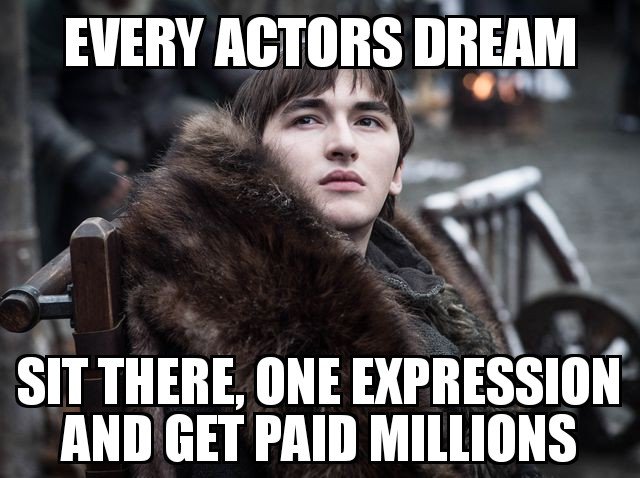 EVERY ACTORS DREAM
SIT THERE, ONE EXPRESSION
AND GET PAID MILLIONS